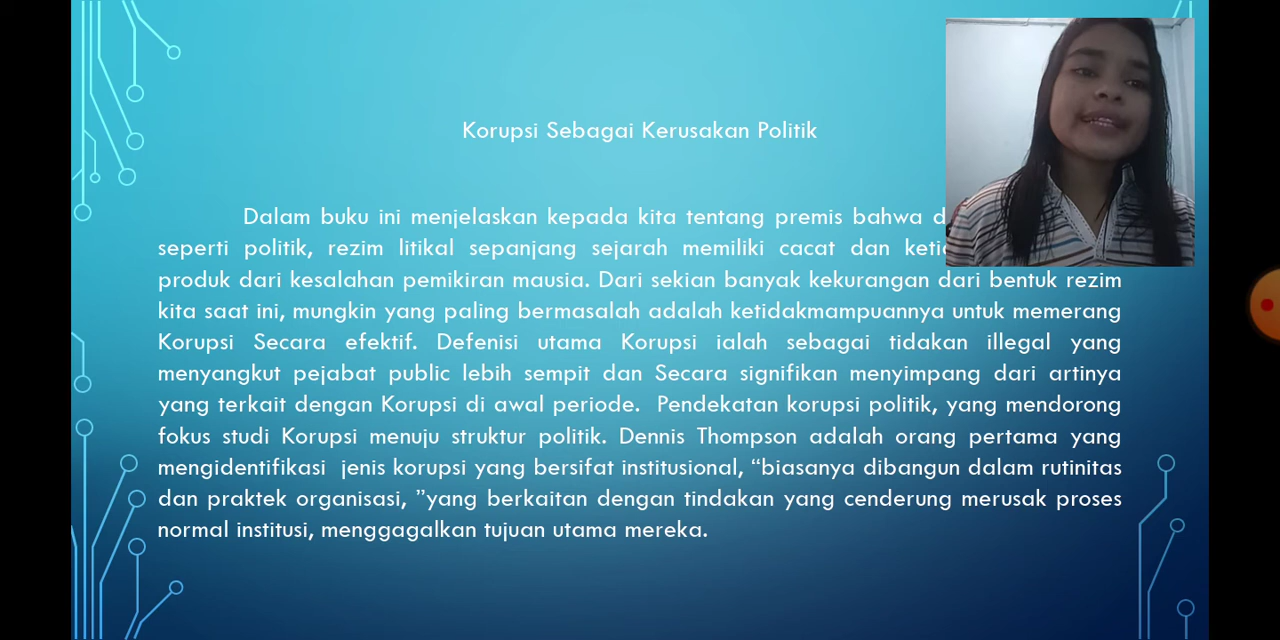 Korupsi Sebagai Kerusakan Politik
Dalam buku ini menjelaskan kepada kita tentang premis bahwa
seperti politik, rezim litikal sepanjang sejarah memiliki cacat dan
produk dari kesalahan pemikiran mausia. Dari sekian banyak kekurangan dari bentuk rezim
kita saat ini, mungkin yang paling bermasalah adalah ketidakmampuannya untuk memerang
Korupsi Secara efektif. Defenisi utama Korupsi ialah sebagai tidakan illegal yang
menyangkut pejabat public lebih sempit dan Secara signifikan menyimpang dari artinya
yang terkait dengan Korupsi di awal periode. Pendekatan korupsi politik, yang mendorong
fokus studi Korupsi menuju struktur politik. Dennis Thompson adalah orang pertama yang
mengidentifikasi jenis korupsi yang bersifat institusional, “biasanya dibangun dalam rutinitas
dan praktek organisasi, ”yang berkaitan dengan tindakan yang cenderung merusak proses
normal institusi, menggagalkan tujuan utama mereka.